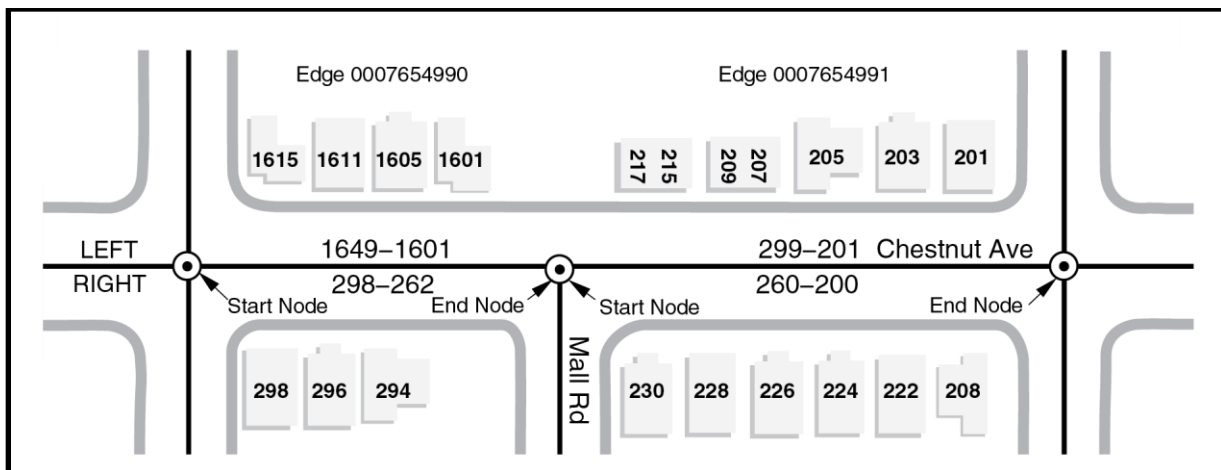 Edge 0007654990
Edge 0007654991
1615 1611 1605 1601
217 215 209 207 205 203 201
LEFT 1649–1601 299–201 Chestnut Ave
RIGHT 298–262 260–200
Start Node End Node Start Node End Node
Mall Rd
298 296 294 230 228 226 224 222 208